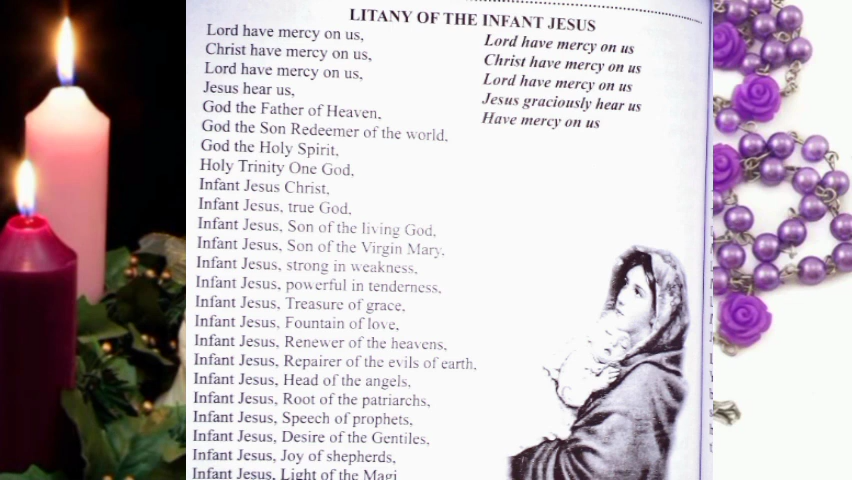 LITANY OF THE INFANT JESUS
Lord have mercy on us,
Christ have mercy on us,
Lord have mercy on us,
Jesus hear us,
God the Father of Heaven,
God the Son Redeemer of the world,
God the Holy Spirit,
Holy Trinity One God,
Infant Jesus Christ,
Infant Jesus, true God,
Infant Jesus, Son of the living God,
Infant Jesus, Son of the Virgin Mary,
Infant Jesus, strong in weakness,
Infant Jesus, powerful in tenderness,
Infant Jesus, Treasure of grace,
Infant Jesus, Fountain of love,
Infant Jesus, Renewer of the heavens,
Infant Jesus, Repairer of the evils of earth,
Infant Jesus, Head of the angels,
Infant Jesus, Root of the patriarchs,
Infant Jesus, Speech of prophets,
Infant Jesus, Desire of the Gentiles,
Infant Jesus, Joy of shepherds,
Infant Jesus, Light of the Magi
Lord have mercy on us
Christ have mercy on us
Lord have mercy on us
Jesus graciously hear us
Have mercy on us